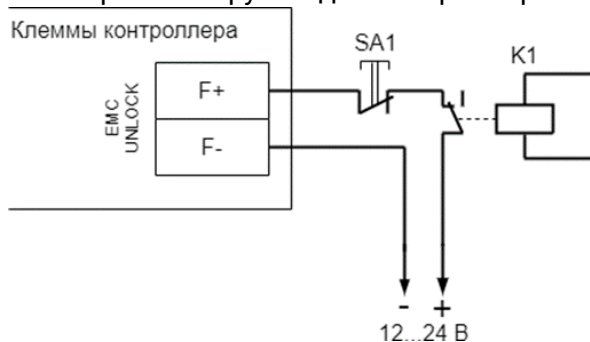 Клеммы контроллера
SA1
K1
EMC
UNLOCK
F+
F-
- +
12...24 В